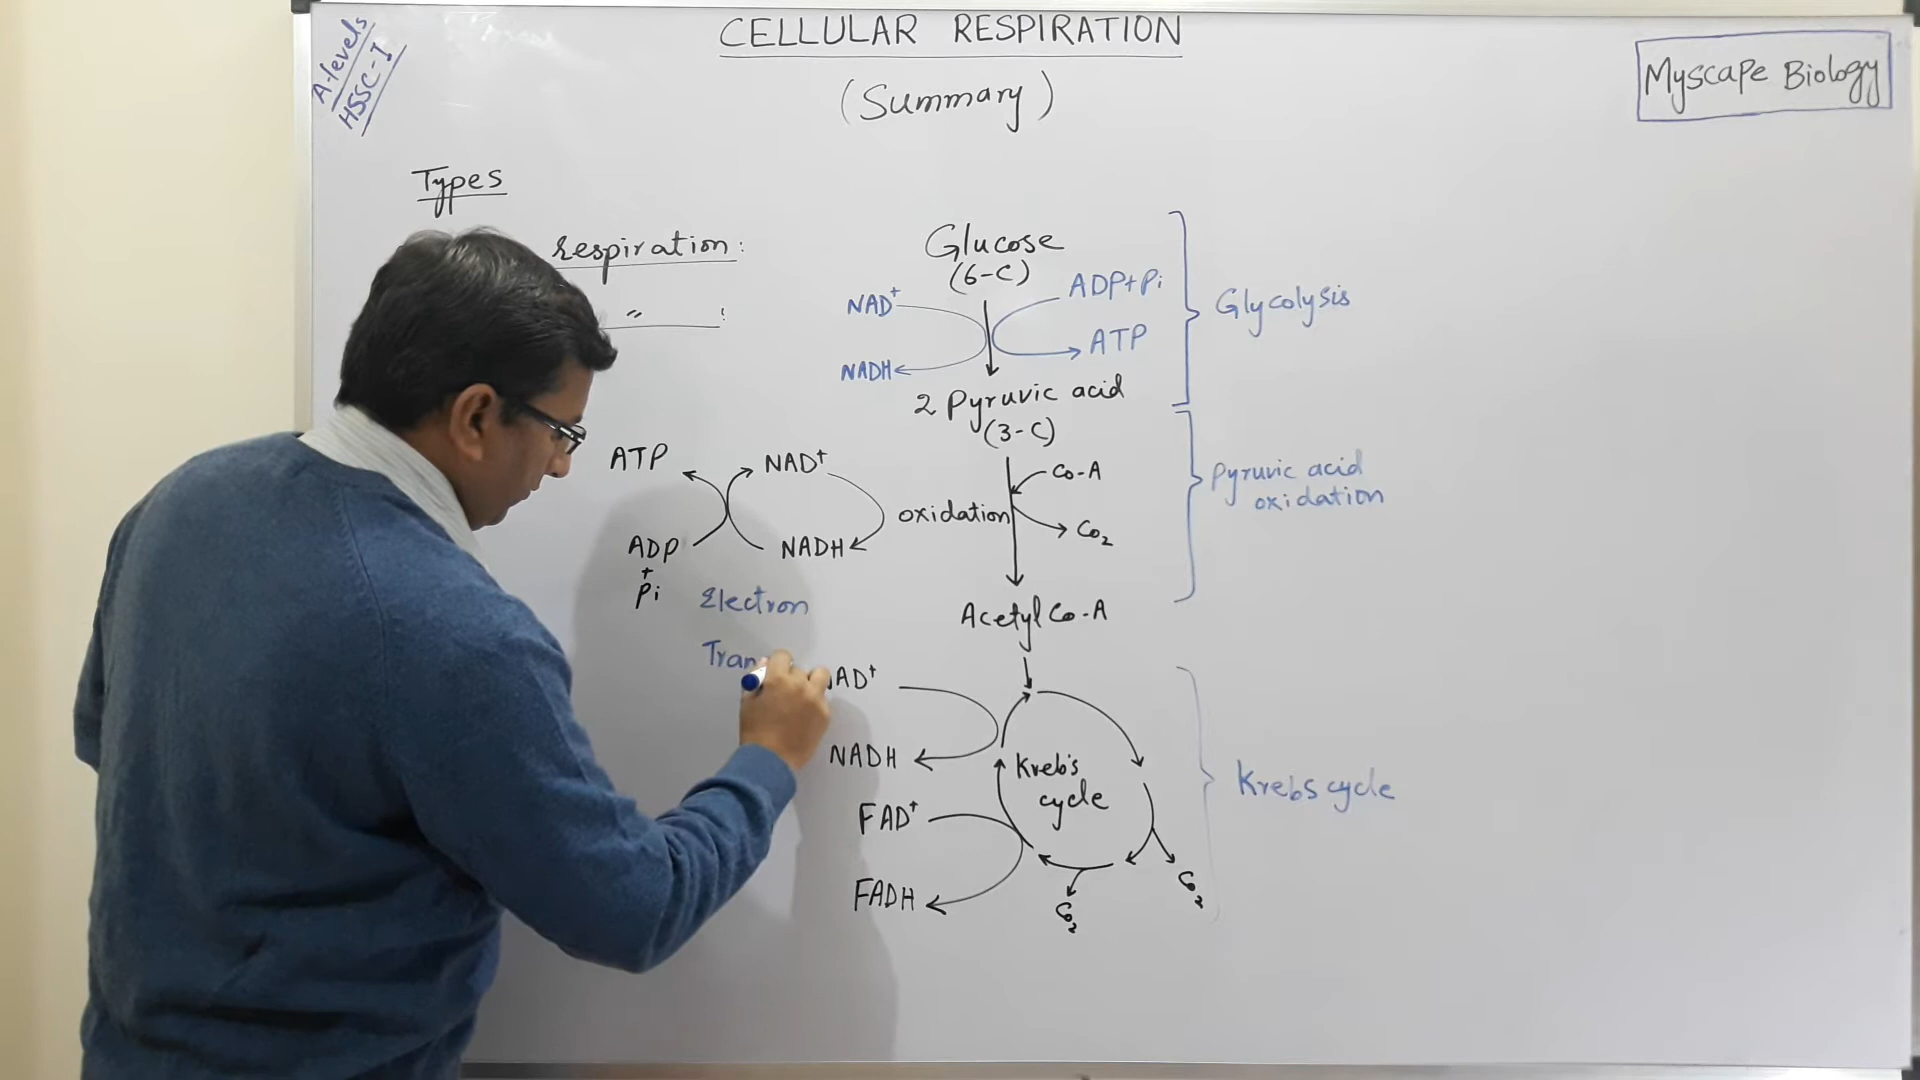 CELLULAR RESPIRATION
(Summary)
A-levels
HSSC-I
Myscape Biology
Types
respiration:
" :
Glucose
(6-C)
NAD+
ADP+Pi
NADH
ATP
Glycolysis
2 Pyruvic acid
(3-C)
Co-A
oxidation
Co2
Pyruvic acid
oxidation
ATP
NAD+
ADP
+
Pi
NADH
Electron
Tran
Acetyl Co-A
NAD+
NADH
FAD+
FADH
Kreb's
cycle
Co2
Co2
Krebs cycle